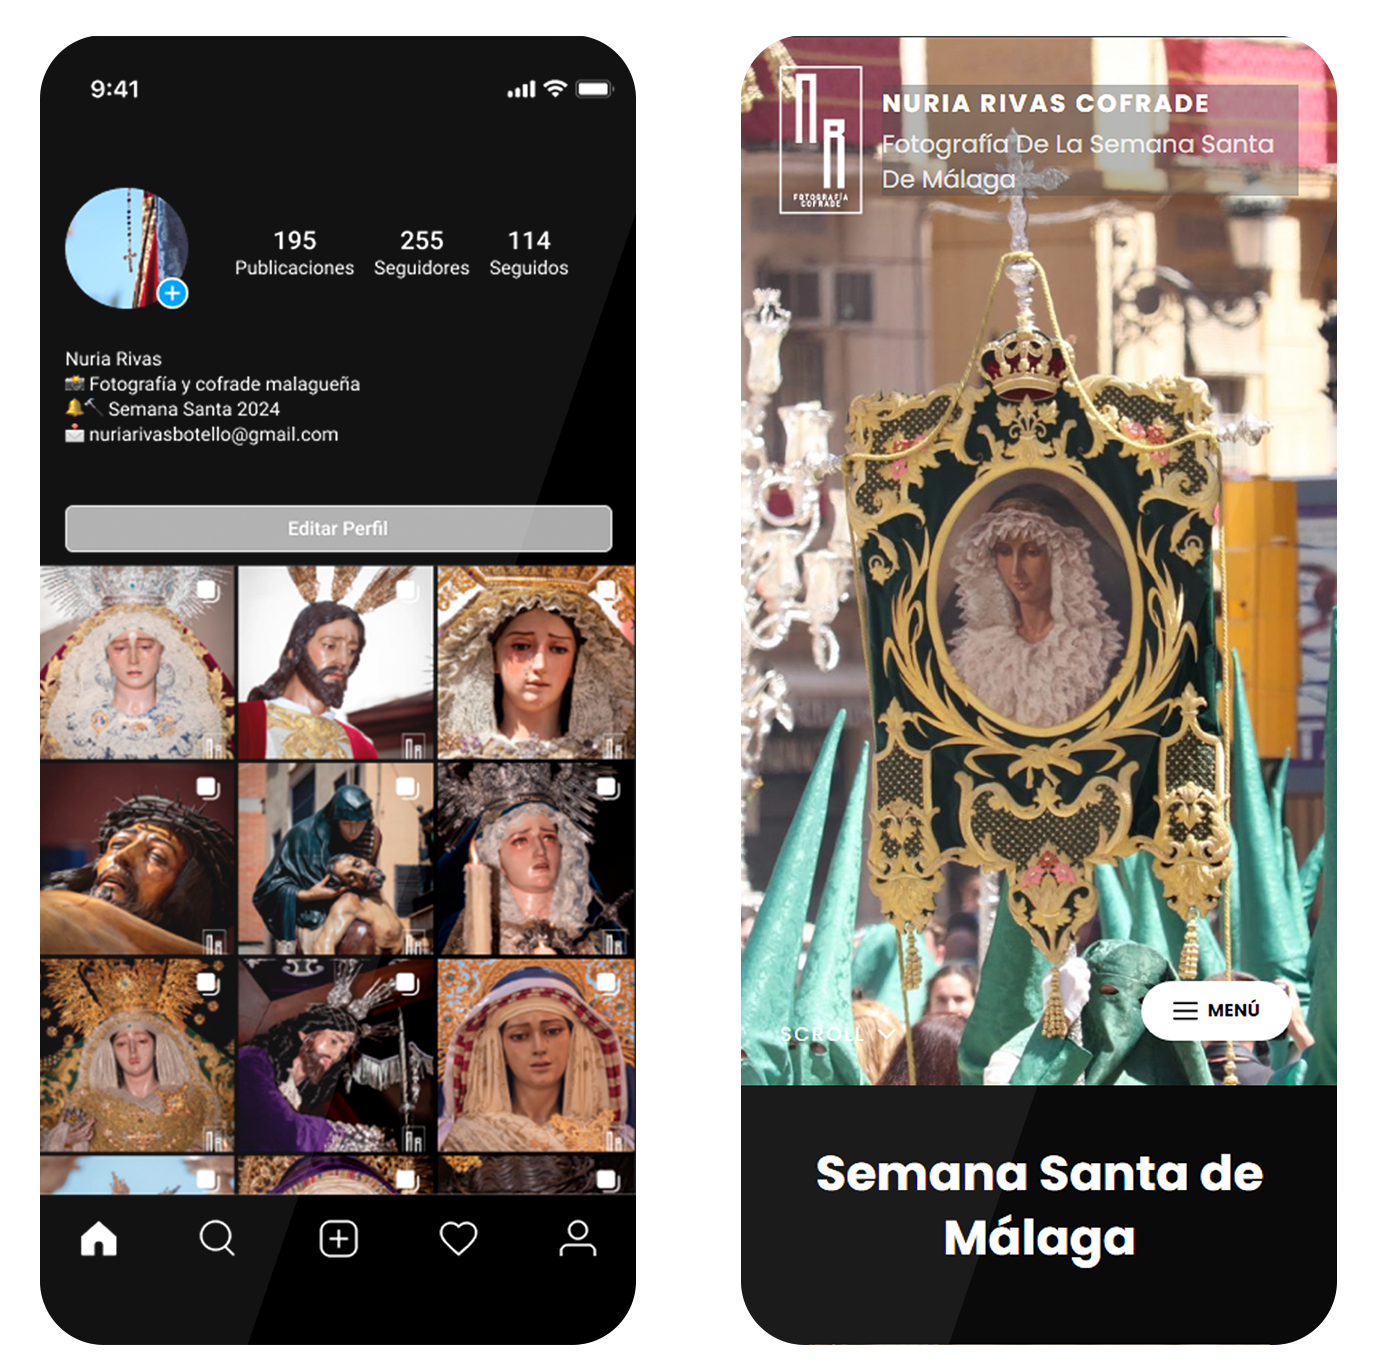 9:41
195 255 114
Publicaciones Seguidores Seguidos
Nuria Rivas
Fotografía y cofrade malagueña
Semana Santa 2024
nuriarivasbotello@gmail.com
Editar Perfil
NURIA RIVAS COFRADE
Fotografía De La Semana Santa
De Málaga
NR
FOTOGRAFÍA
COFRADE
SCROLL
MENÚ
Semana Santa de
Málaga